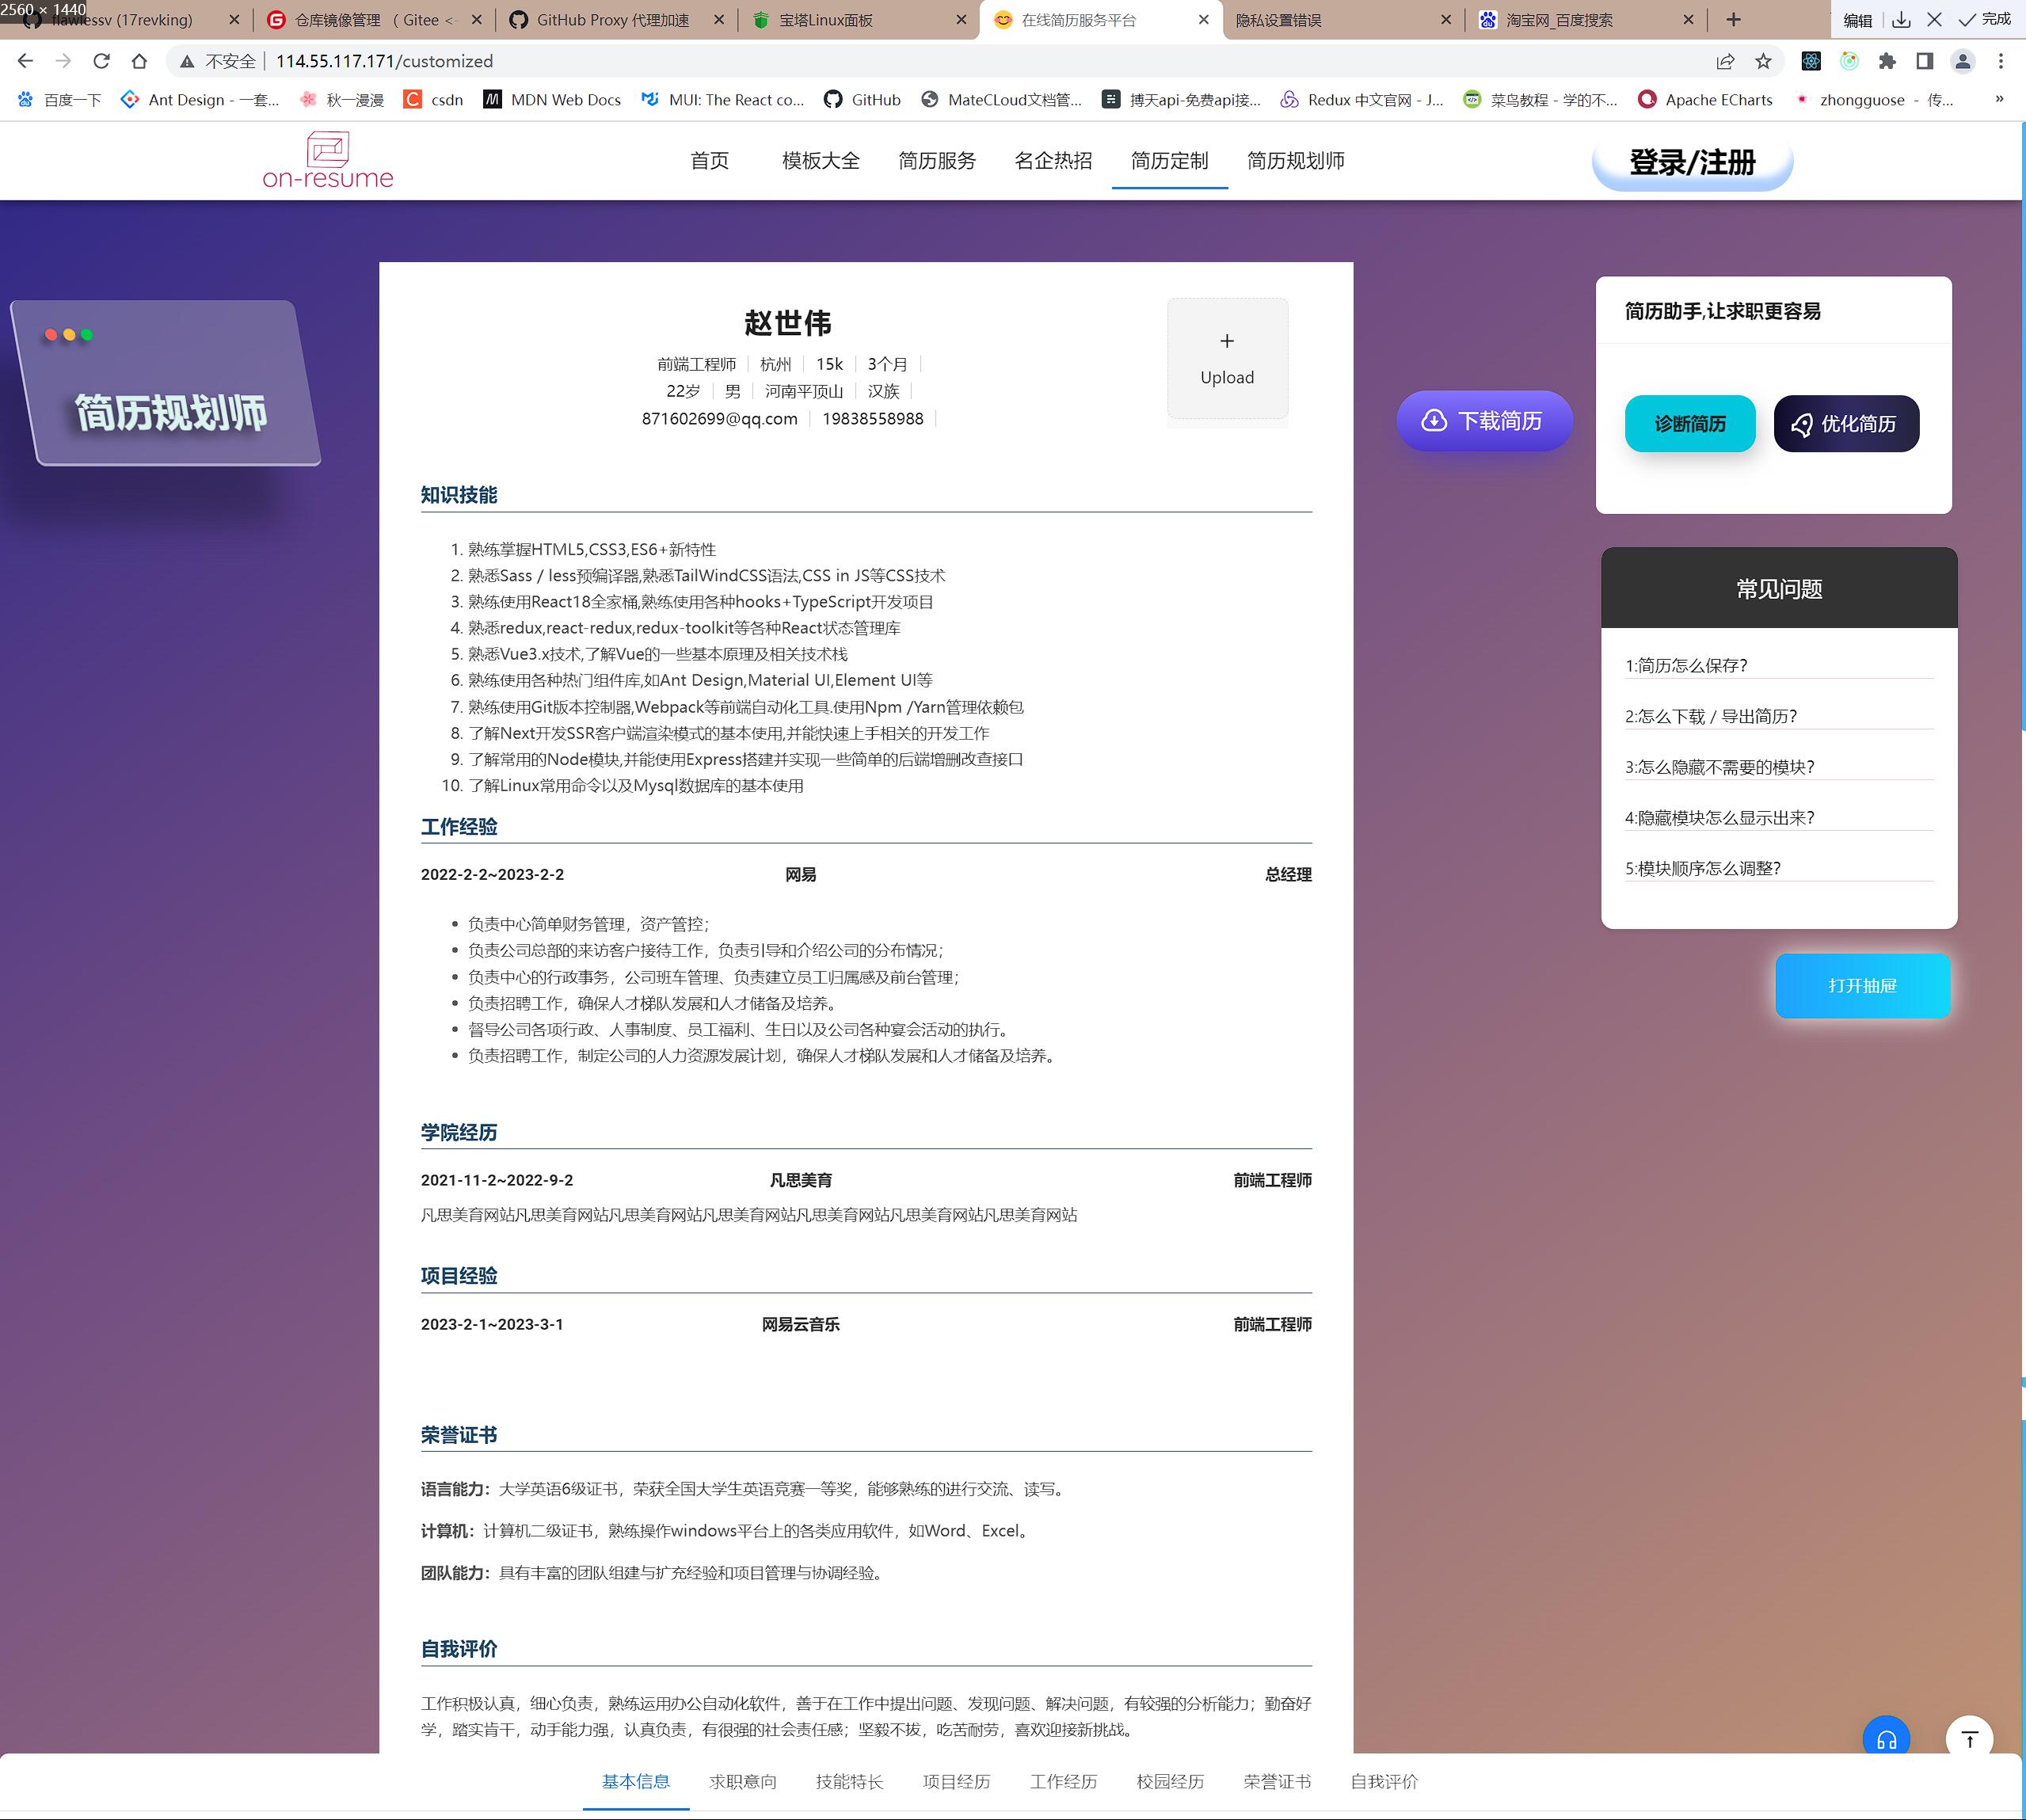 2560 × 1440
flawlessv (17revking)
仓库镜像管理 （ Gitee <-
GitHub Proxy 代理加速
宝塔Linux面板
在线简历服务平台
隐私设置错误
淘宝网_百度搜索
编辑
完成
不安全
114.55.117.171/customized
百度一下
Ant Design - 一套...
秋一漫漫
csdn
MDN Web Docs
MUI: The React co...
GitHub
MateCloud文档管...
博天api-免费api接...
Redux 中文官网 - J...
菜鸟教程 - 学的不...
Apache ECharts
zhongguose - 传...
»
on-resume
首页
模板大全
简历服务
名企热招
简历定制
简历规划师
登录/注册
简历规划师
赵世伟
前端工程师 杭州 15k 3个月
22岁 男 河南平顶山 汉族
871602699@qq.com 19838558988
+
Upload
下载简历
简历助手,让求职更容易
诊断简历
优化简历
知识技能
1. 熟练掌握HTML5,CSS3,ES6+新特性
2. 熟悉Sass / less预编译器,熟悉TailWindCSS语法,CSS in JS等CSS技术
3. 熟练使用React18全家桶,熟练使用各种hooks+TypeScript开发项目
4. 熟悉redux,react-redux,redux-toolkit等各种React状态管理库
5. 熟悉Vue3.x技术,了解Vue的一些基本原理及相关技术栈
6. 熟练使用各种热门组件库,如Ant Design,Material UI,Element UI等
7. 熟练使用Git版本控制器,Webpack等前端自动化工具.使用Npm /Yarn管理依赖包
8. 了解Next开发SSR客户端渲染模式的基本使用,并能快速上手相关的开发工作
9. 了解常用的Node模块,并能使用Express搭建并实现一些简单的后端增删改查接口
10. 了解Linux常用命令以及Mysql数据库的基本使用
常见问题
1:简历怎么保存?
2:怎么下载 / 导出简历?
3:怎么隐藏不需要的模块?
4:隐藏模块怎么显示出来?
5:模块顺序怎么调整?
打开抽屉
工作经验
2022-2-2~2023-2-2 网易 总经理
• 负责中心简单财务管理，资产管控；
• 负责公司总部的来访客户接待工作，负责引导和介绍公司的分布情况；
• 负责中心的行政事务，公司班车管理、负责建立员工归属感及前台管理；
• 负责招聘工作，确保人才梯队发展和人才储备及培养。
• 督导公司各项行政、人事制度、员工福利、生日以及公司各种宴会活动的执行。
• 负责招聘工作，制定公司的人力资源发展计划，确保人才梯队发展和人才储备及培养。
学院经历
2021-11-2~2022-9-2 凡思美育 前端工程师
凡思美育网站凡思美育网站凡思美育网站凡思美育网站凡思美育网站凡思美育网站凡思美育网站
项目经验
2023-2-1~2023-3-1 网易云音乐 前端工程师
荣誉证书
语言能力：大学英语6级证书，荣获全国大学生英语竞赛一等奖，能够熟练的进行交流、读写。
计算机：计算机二级证书，熟练操作windows平台上的各类应用软件，如Word、Excel。
团队能力：具有丰富的团队组建与扩充经验和项目管理与协调经验。
自我评价
工作积极认真，细心负责，熟练运用办公自动化软件，善于在工作中提出问题、发现问题、解决问题，有较强的分析能力；勤奋好
学，踏实肯干，动手能力强，认真负责，有很强的社会责任感；坚毅不拔，吃苦耐劳，喜欢迎接新挑战。
基本信息
求职意向
技能特长
项目经历
工作经历
校园经历
荣誉证书
自我评价